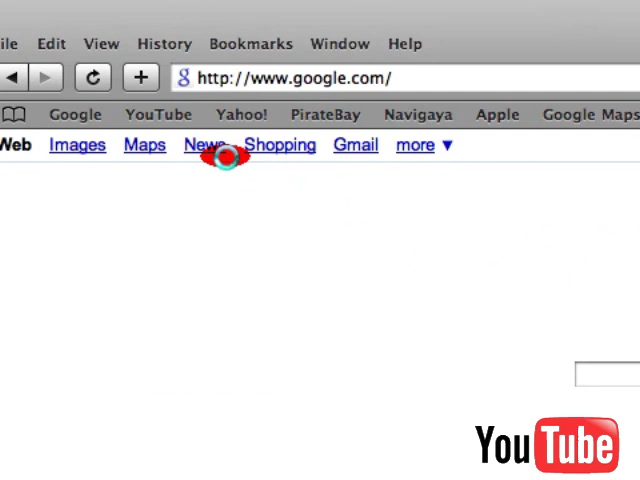 ile Edit View History Bookmarks Window Help
http://www.google.com/
Google YouTube Yahoo! PirateBay Navigaya Apple Google Maps
Web Images Maps News Shopping Gmail more ▼
YouTube